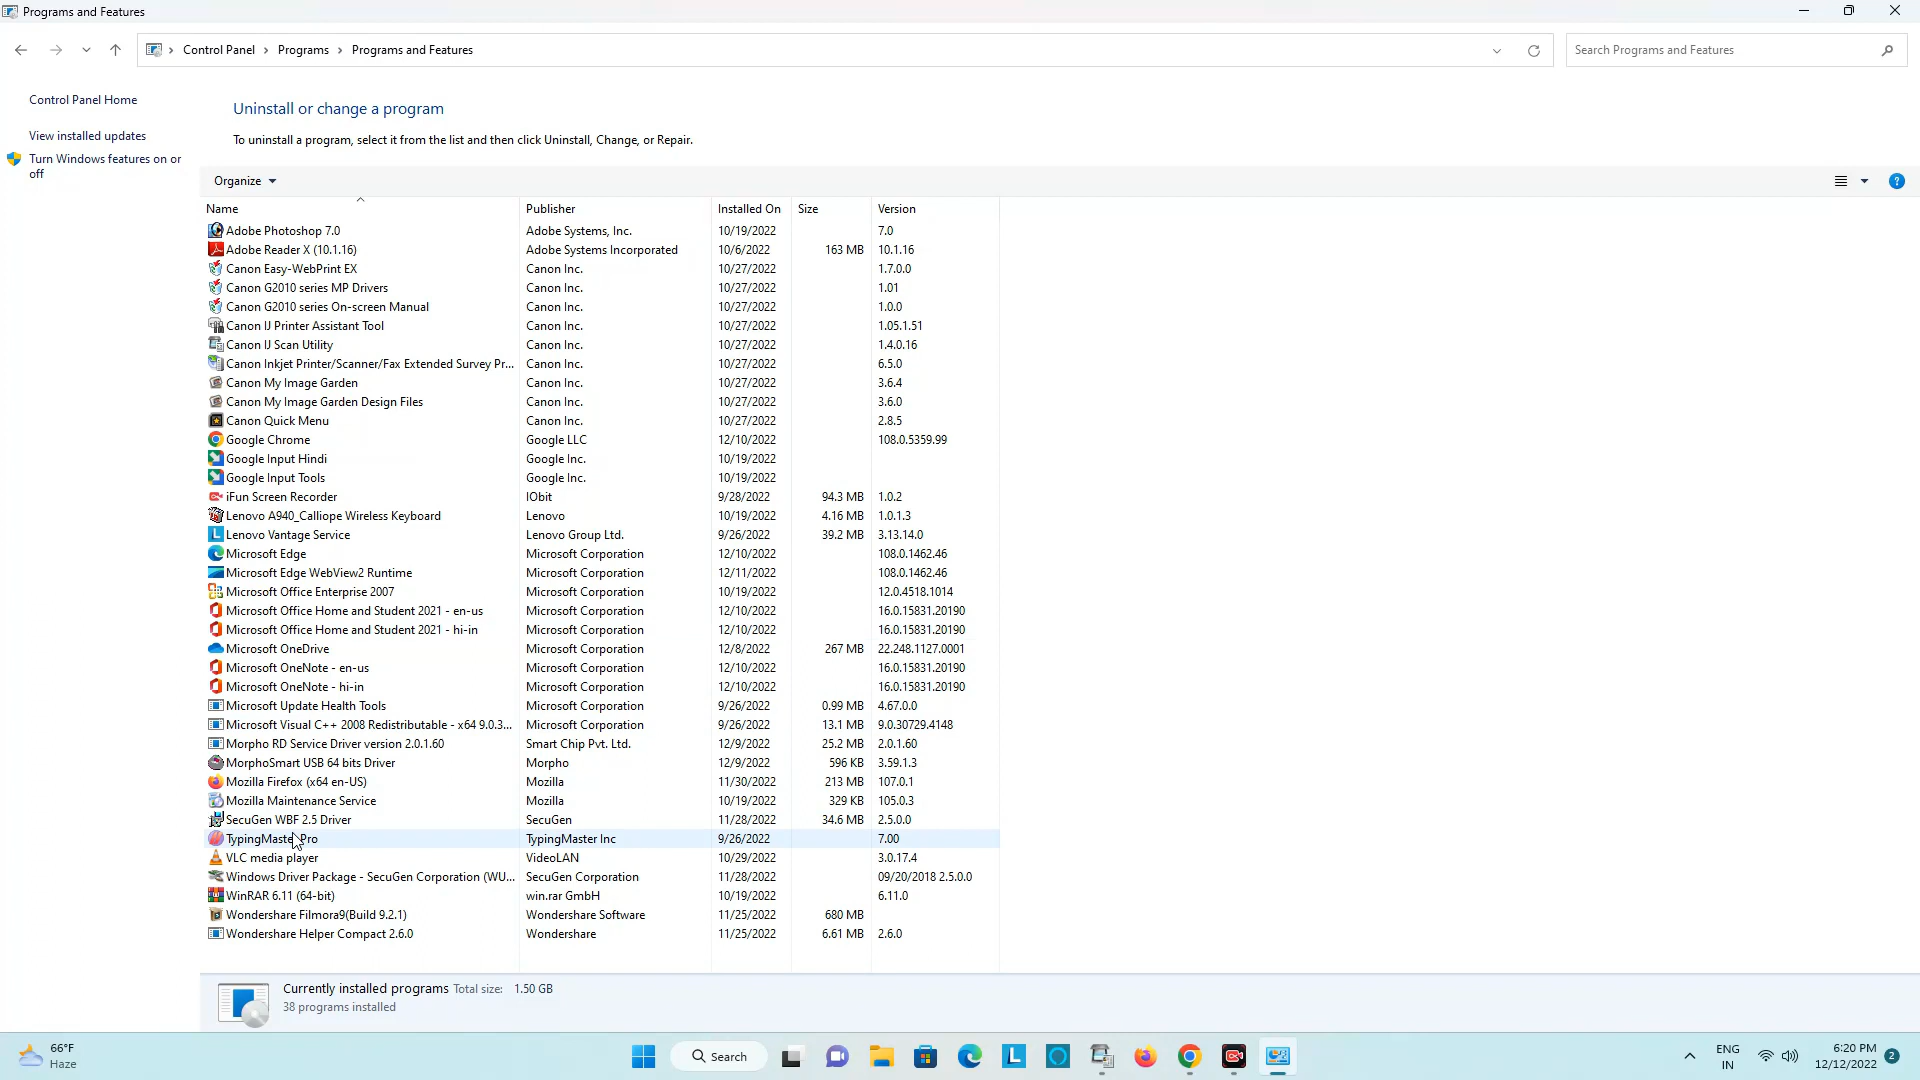 Programs and Features
Control Panel > Programs > Programs and Features
Search Programs and Features
Control Panel Home
View installed updates
Turn Windows features on or
off
Uninstall or change a program
To uninstall a program, select it from the list and then click Uninstall, Change, or Repair.
Organize
Name Publisher Installed On Size Version
Adobe Photoshop 7.0 Adobe Systems, Inc. 10/19/2022 7.0
Adobe Reader X (10.1.16) Adobe Systems Incorporated 10/6/2022 163 MB 10.1.16
Canon Easy-WebPrint EX Canon Inc. 10/27/2022 1.7.0.0
Canon G2010 series MP Drivers Canon Inc. 10/27/2022 1.01
Canon G2010 series On-screen Manual Canon Inc. 10/27/2022 1.0.0
Canon IJ Printer Assistant Tool Canon Inc. 10/27/2022 1.05.1.51
Canon IJ Scan Utility Canon Inc. 10/27/2022 1.4.0.16
Canon Inkjet Printer/Scanner/Fax Extended Survey Pr... Canon Inc. 10/27/2022 6.5.0
Canon My Image Garden Canon Inc. 10/27/2022 3.6.4
Canon My Image Garden Design Files Canon Inc. 10/27/2022 3.6.0
Canon Quick Menu Canon Inc. 10/27/2022 2.8.5
Google Chrome Google LLC 12/10/2022 108.0.5359.99
Google Input Hindi Google Inc. 10/19/2022
Google Input Tools Google Inc. 10/19/2022
iFun Screen Recorder IObit 9/28/2022 94.3 MB 1.0.2
Lenovo A940_Calliope Wireless Keyboard Lenovo 10/19/2022 4.16 MB 1.0.1.3
Lenovo Vantage Service Lenovo Group Ltd. 9/26/2022 39.2 MB 3.13.14.0
Microsoft Edge Microsoft Corporation 12/10/2022 108.0.1462.46
Microsoft Edge WebView2 Runtime Microsoft Corporation 12/11/2022 108.0.1462.46
Microsoft Office Enterprise 2007 Microsoft Corporation 10/19/2022 12.0.4518.1014
Microsoft Office Home and Student 2021 - en-us Microsoft Corporation 12/10/2022 16.0.15831.20190
Microsoft Office Home and Student 2021 - hi-in Microsoft Corporation 12/10/2022 16.0.15831.20190
Microsoft OneDrive Microsoft Corporation 12/8/2022 267 MB 22.248.1127.0001
Microsoft OneNote - en-us Microsoft Corporation 12/10/2022 16.0.15831.20190
Microsoft OneNote - hi-in Microsoft Corporation 12/10/2022 16.0.15831.20190
Microsoft Update Health Tools Microsoft Corporation 9/26/2022 0.99 MB 4.67.0.0
Microsoft Visual C++ 2008 Redistributable - x64 9.0.3... Microsoft Corporation 9/26/2022 13.1 MB 9.0.30729.4148
Morpho RD Service Driver version 2.0.1.60 Smart Chip Pvt. Ltd. 12/9/2022 25.2 MB 2.0.1.60
MorphoSmart USB 64 bits Driver Morpho 12/9/2022 596 KB 3.59.1.3
Mozilla Firefox (x64 en-US) Mozilla 11/30/2022 213 MB 107.0.1
Mozilla Maintenance Service Mozilla 10/19/2022 329 KB 105.0.3
SecuGen WBF 2.5 Driver SecuGen 11/28/2022 34.6 MB 2.5.0.0
TypingMaster Pro TypingMaster Inc 9/26/2022 7.00
VLC media player VideoLAN 10/29/2022 3.0.17.4
Windows Driver Package - SecuGen Corporation (WU... SecuGen Corporation 11/28/2022 09/20/2018 2.5.0.0
WinRAR 6.11 (64-bit) win.rar GmbH 10/19/2022 6.11.0
Wondershare Filmora9(Build 9.2.1) Wondershare Software 11/25/2022 680 MB
Wondershare Helper Compact 2.6.0 Wondershare 11/25/2022 6.61 MB 2.6.0
Currently installed programs Total size: 1.50 GB
38 programs installed
66°F
Haze
Search
ENG
IN
6:20 PM
12/12/2022
2